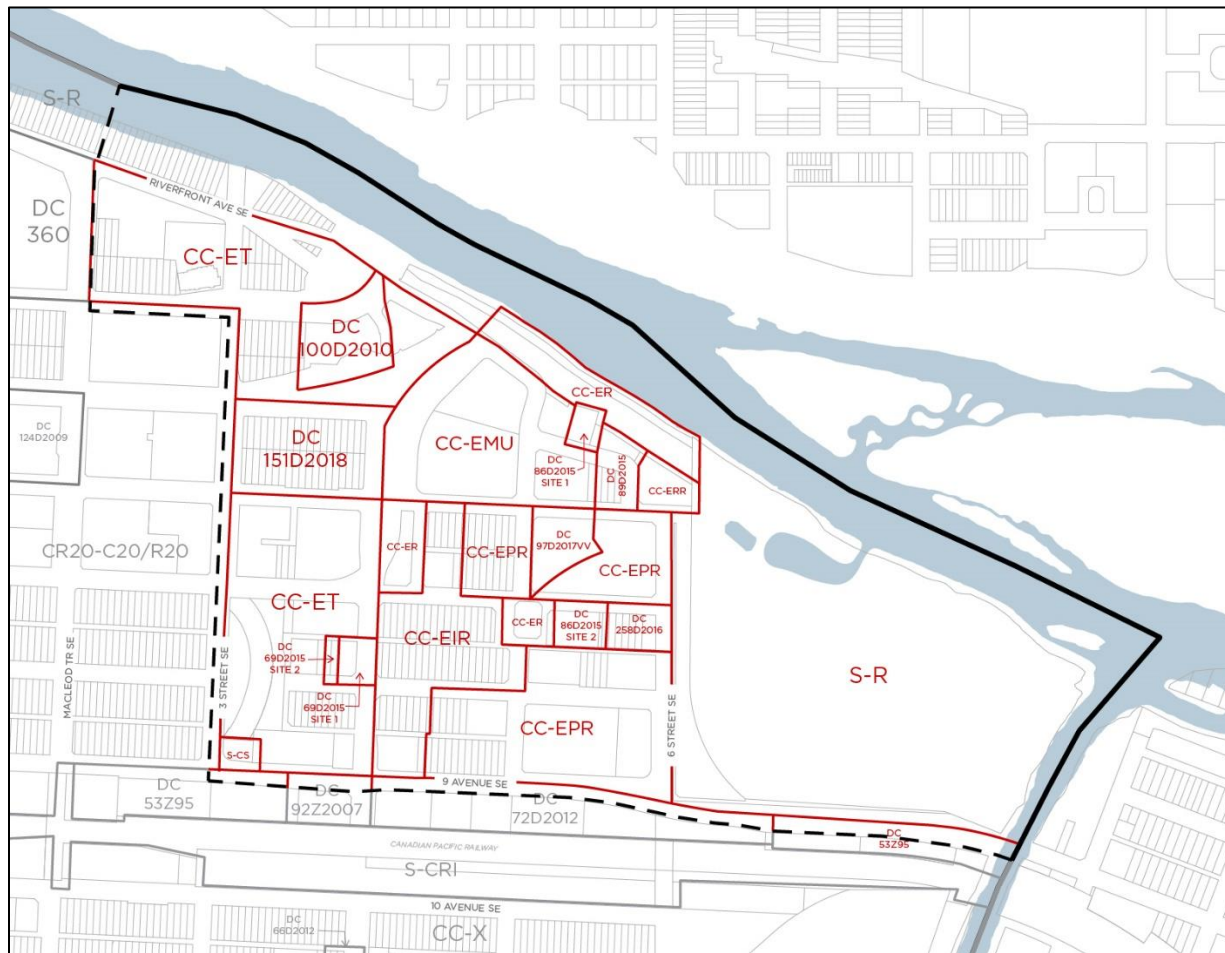 S-R
RIVERFRONT AVE SE
DC
360
CC-ET
DC
100D2010
CC-ER
DC
124D2009
DC
151D2018
CC-EMU
DC
86D2015
SITE 1
DC
89D2015
CC-ERR
CR20-C20/R20
CC-ER
CC-EPR
DC
97D2017VV
CC-EPR
CC-ET
CC-EIR
CC-ER
DC
86D2015
SITE 2
DC
258D2016
DC
69D2015
SITE 2
DC
69D2015
SITE 1
S-R
MACLEOD TR SE
3 STREET SE
6 STREET SE
CC-EPR
S-CS
9 AVENUE SE
DC
53Z95
DC
92Z2007
DC
72D2012
DC
53Z95
CANADIAN PACIFIC RAILWAY
S-CRI
10 AVENUE SE
DC
66D2012
CC-X